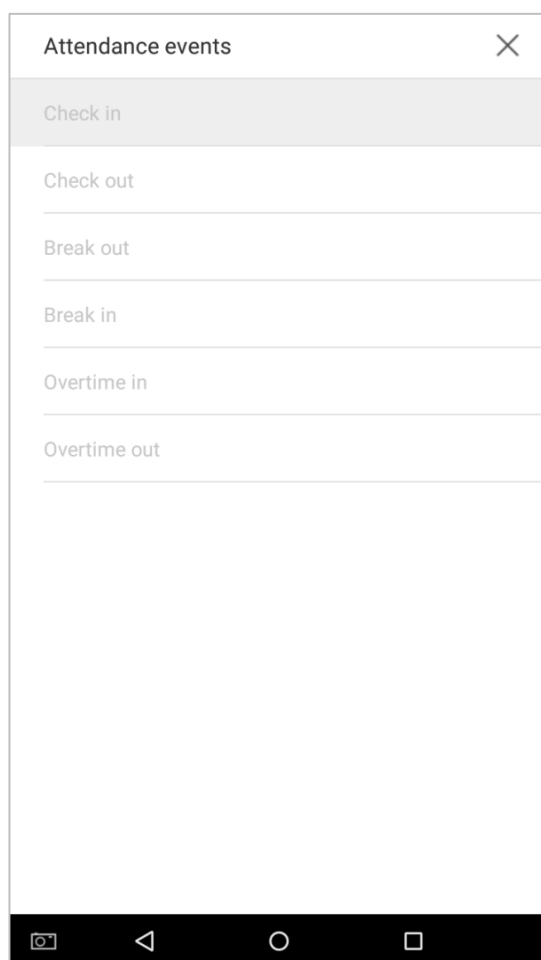 Attendance events
Check in
Check out
Break out
Break in
Overtime in
Overtime out